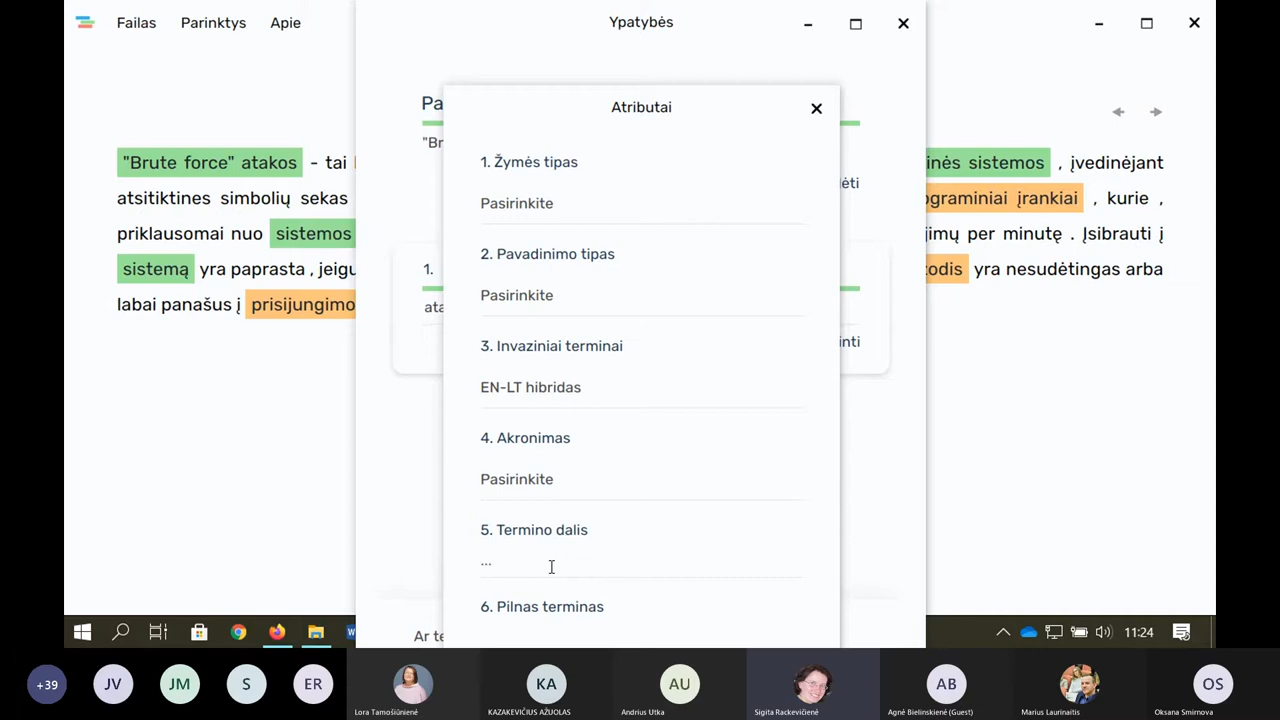 Failas Parinktys Apie
Ypatybės
Atributai
"Brute force" atakos - tai
inės sistemos , įvedinėjant
atsitiktines simbolių sekas
ograminiai įrankiai , kurie ,
priklausomai nuo sistemos
jimų per minutę . Įsibrauti į
sistemą yra paprasta , jeigu
odis yra nesudėtingas arba
labai panašus į prisijungimo
Pa
"Br
ėti
1.
ata
inti
Ar te
1. Žymės tipas
Pasirinkite
2. Pavadinimo tipas
Pasirinkite
3. Invaziniai terminai
EN-LT hibridas
4. Akronimas
Pasirinkite
5. Termino dalis
...
6. Pilnas terminas
11:24
+39 JV JM S ER KA AU AB OS
Lora Tamošiūnienė KAZAKEVIČIUS ĄŽUOLAS Andrius Utka Sigita Rackevičienė Agnė Bielinskienė (Guest) Marius Laurinaitis Oksana Smirnova